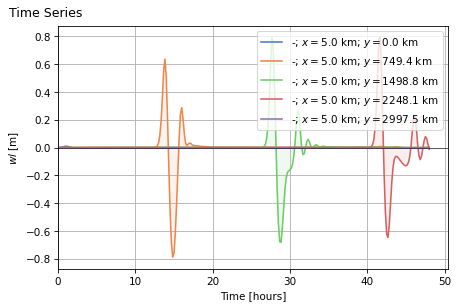 Time Series
-; x = 5.0 km; y = 0.0 km
-; x = 5.0 km; y = 749.4 km
-; x = 5.0 km; y = 1498.8 km
-; x = 5.0 km; y = 2248.1 km
-; x = 5.0 km; y = 2997.5 km
0.8
0.6
0.4
0.2
0.0
−0.2
−0.4
−0.6
−0.8
wl [m]
0 10 20 30 40 50
Time [hours]